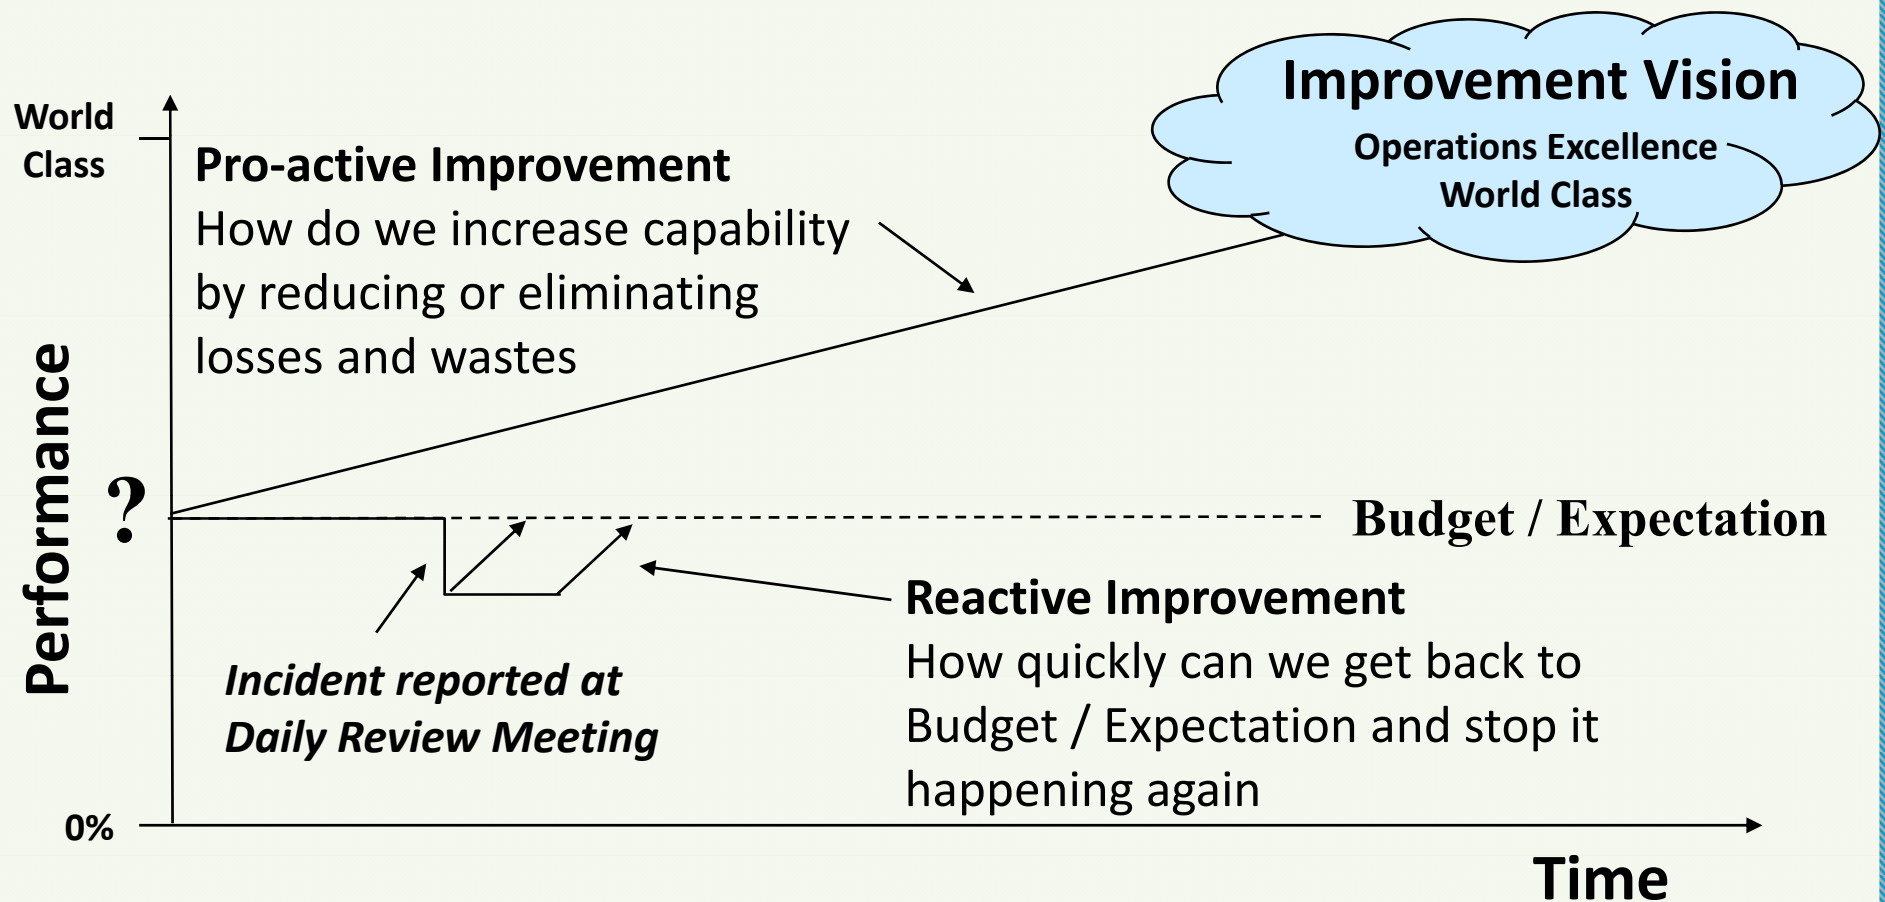 Improvement Vision
Operations Excellence
World Class
World
Class
Pro-active Improvement
How do we increase capability
by reducing or eliminating
losses and wastes
Performance
?
Budget / Expectation
Reactive Improvement
How quickly can we get back to
Budget / Expectation and stop it
happening again
Incident reported at
Daily Review Meeting
0%
Time